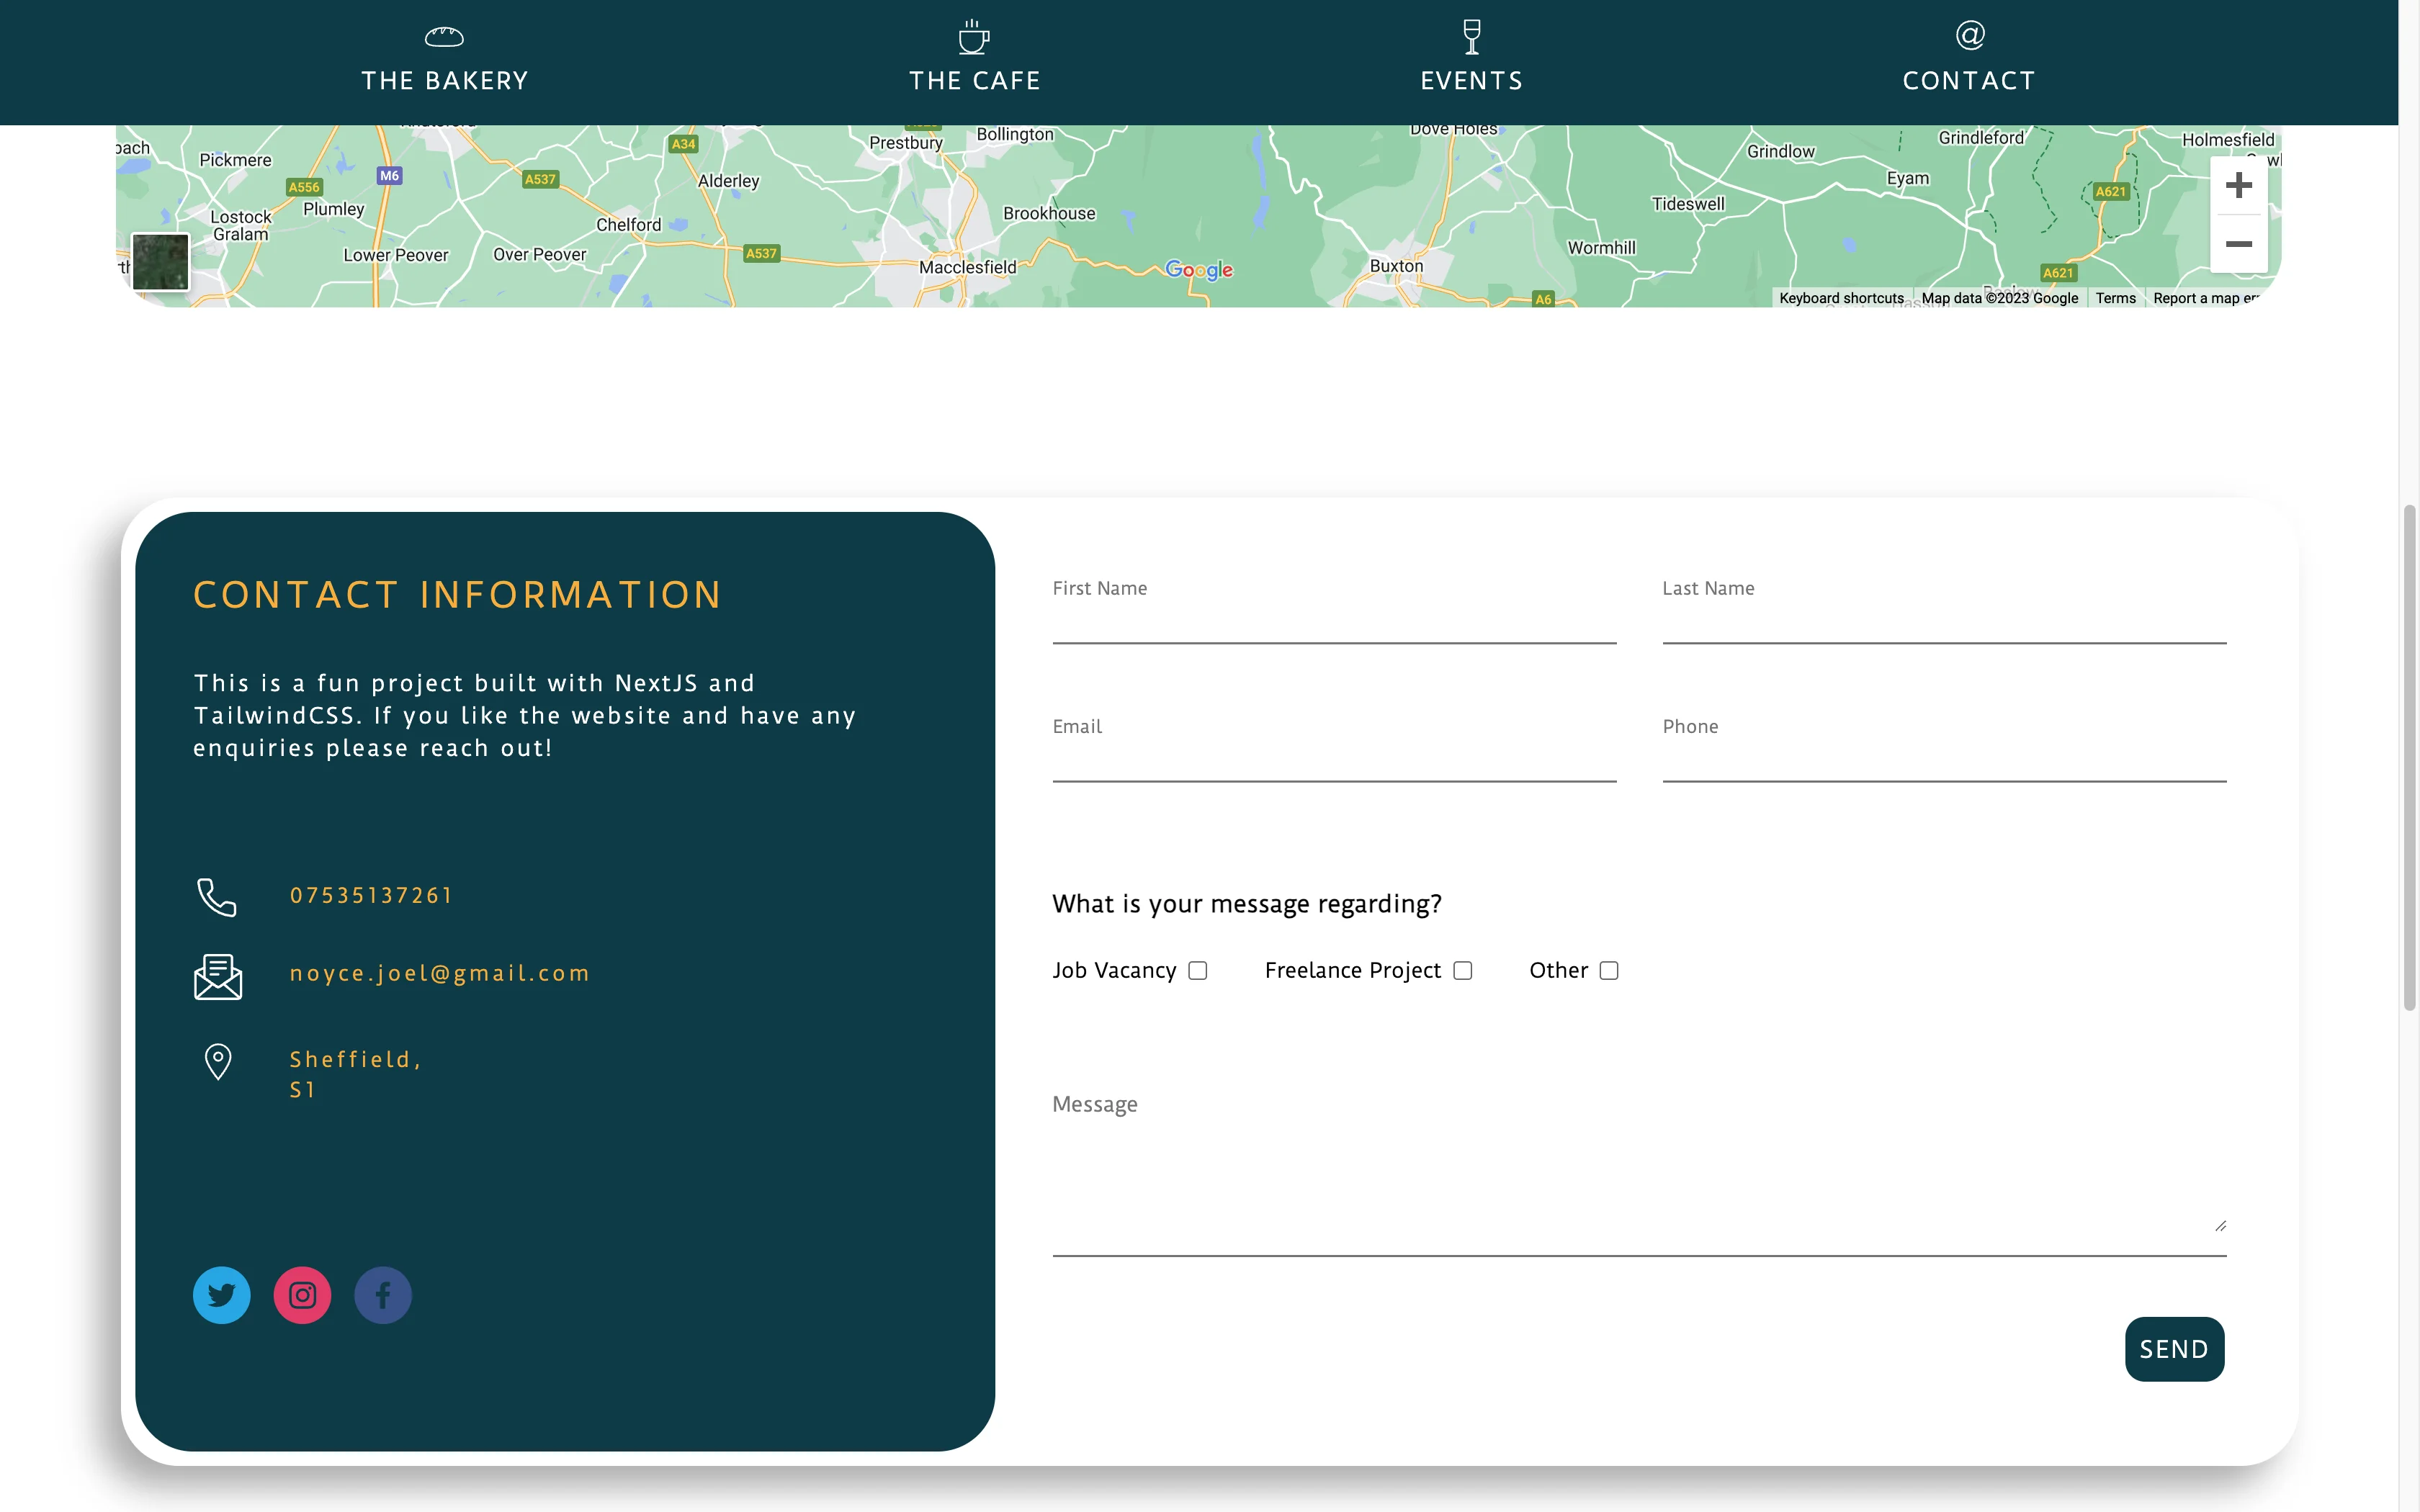 THE BAKERY
THE CAFE
EVENTS
@
CONTACT
Dove Holes
Bollington
Prestbury
Grindleford
Holmesfield
A34
Pickmere
M6
A537
A556
Alderley
Grindlow
Eyam
A621
Plumley
Lostock
Gralam
Chelford
Brookhouse
Tideswell
Lower Peover
Over Peover
A537
Macclesfield
Google
Buxton
Wormhill
A621
A6
Keyboard shortcuts
Map data ©2023 Google
Terms
Report a map
CONTACT INFORMATION
This is a fun project built with NextJS and
TailwindCSS. If you like the website and have any
enquiries please reach out!
07535137261
noyce.joel@gmail.com
Sheffield,
S1
First Name
Last Name
Email
Phone
What is your message regarding?
Job Vacancy
Freelance Project
Other
Message
SEND